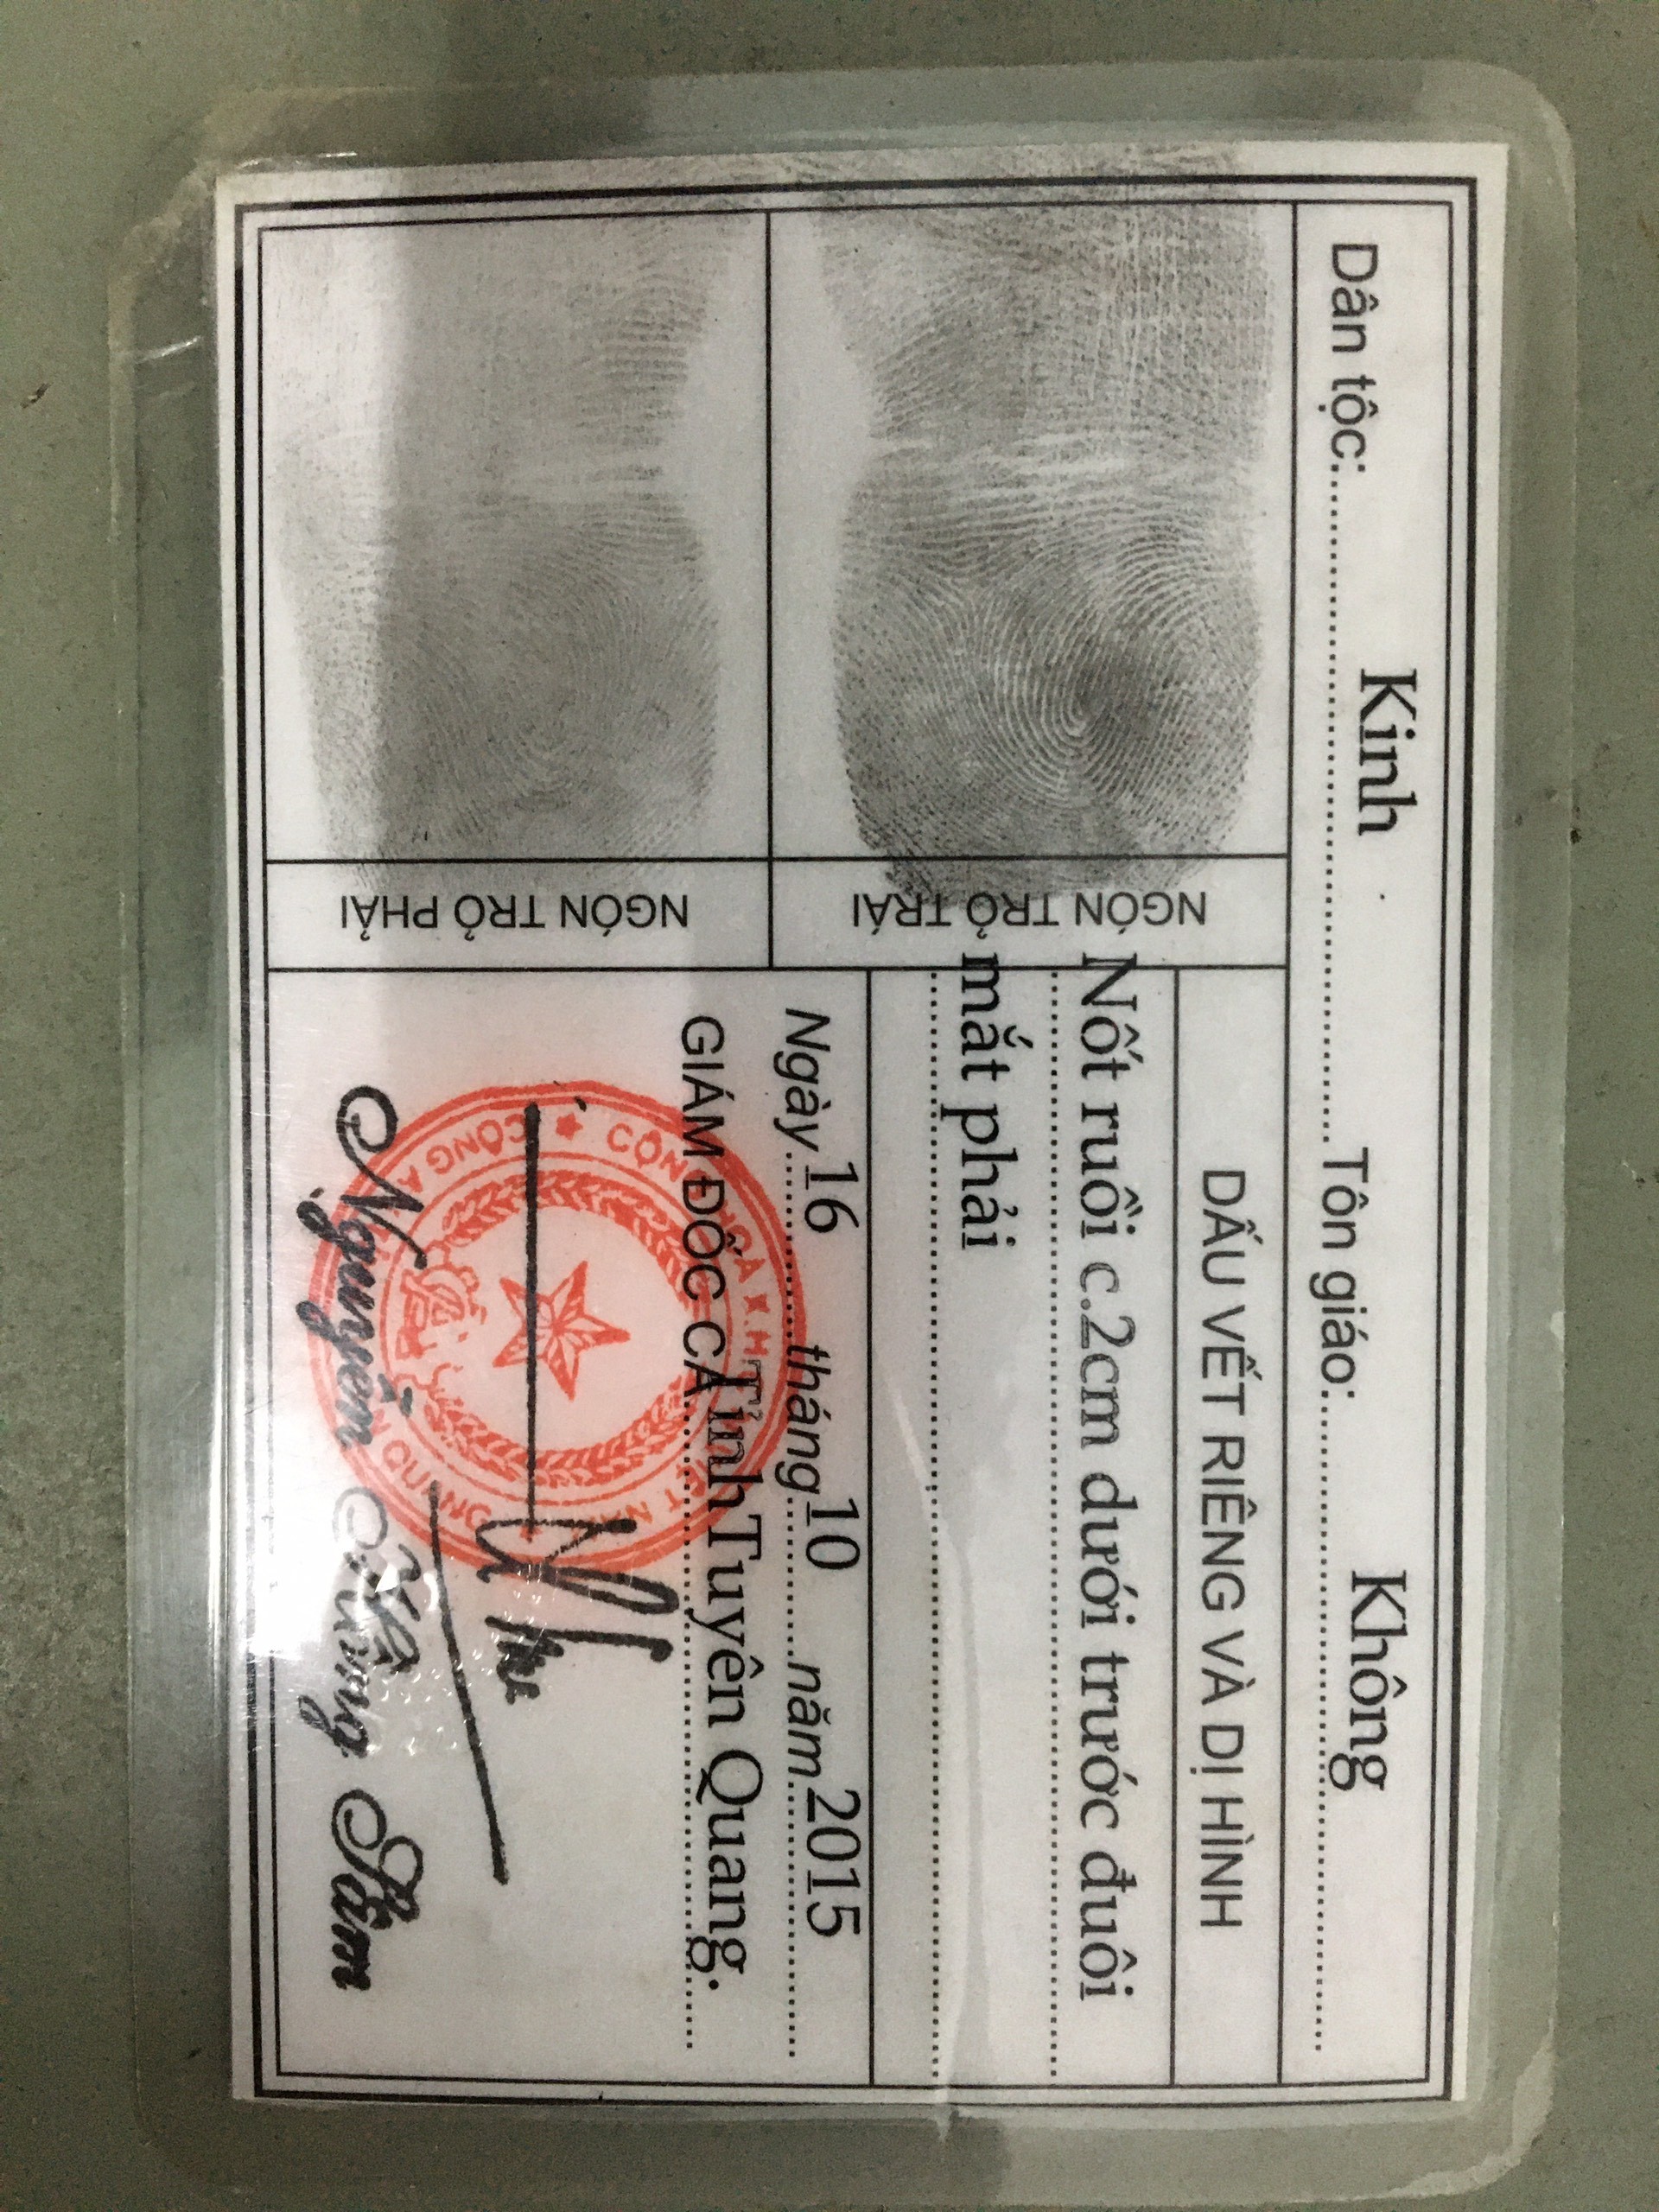 Dân tộc: Kinh Tôn giáo: Không
NGÓN TRỎ TRÁI
NGÓN TRỎ PHẢI
DẤU VẾT RIÊNG VÀ DỊ HÌNH
Nốt ruồi c.2cm dưới trước đuôi
mắt phải
Ngày 16 tháng 10 năm 2015
GIÁM ĐỐC CA Tỉnh Tuyên Quang.
Nguyễn Hùng